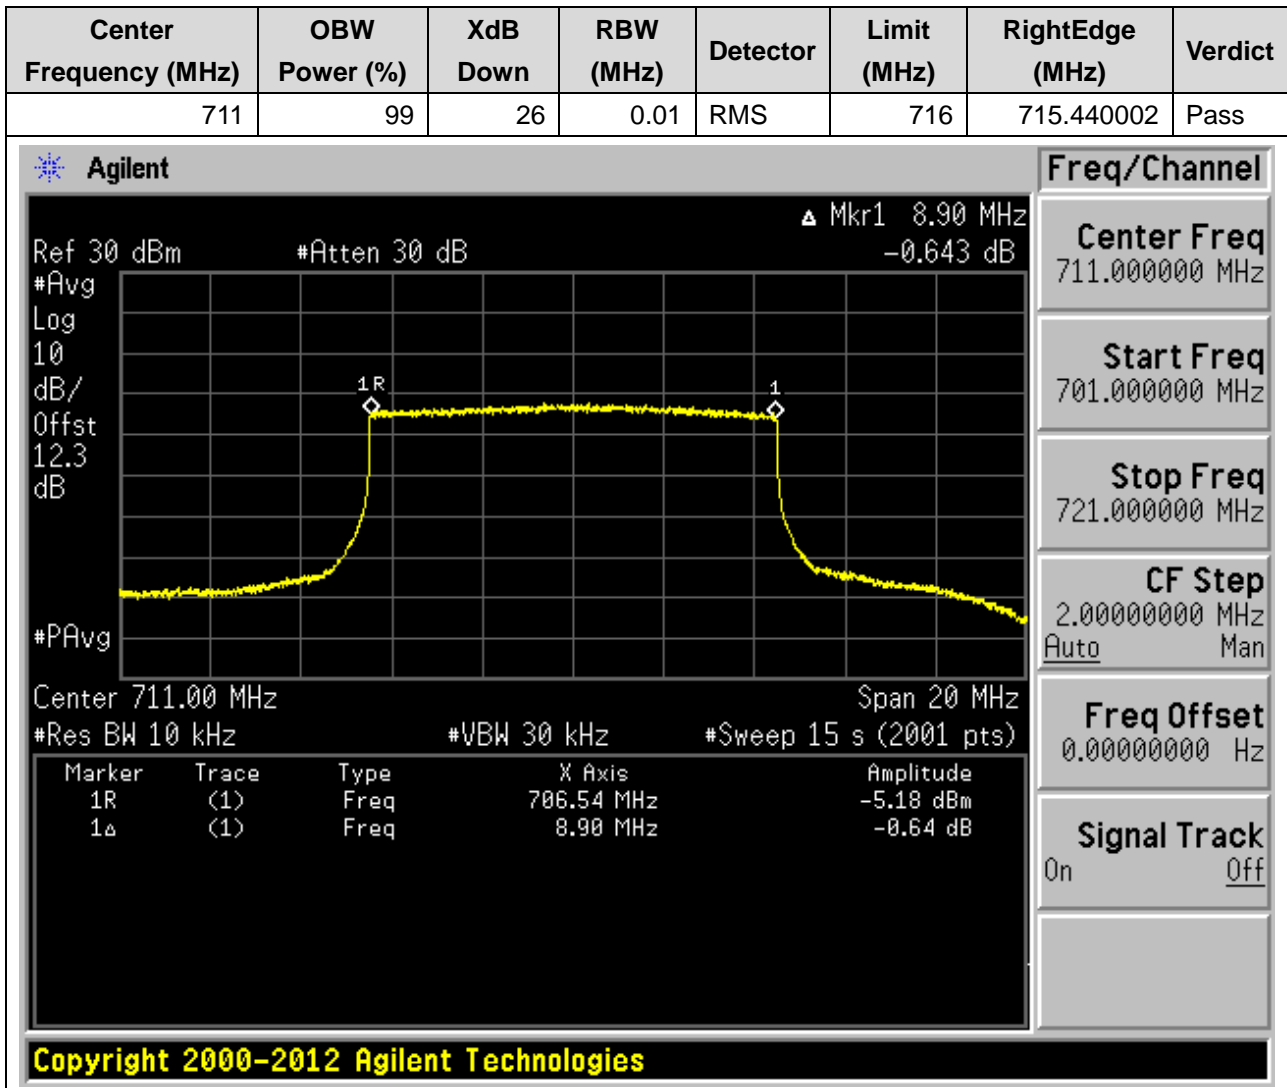 Center Frequency (MHz) OBW Power (%) XdB Down RBW (MHz) Detector Limit (MHz) RightEdge (MHz) Verdict
711 99 26 0.01 RMS 716 715.440002 Pass
Agilent
Freq/Channel
Δ Mkr1 8.90 MHz
Ref 30 dBm #Atten 30 dB -0.643 dB
#Avg
Log
10
dB/
Offst
12.3
dB
#PAvg
1R
1
Center 711.00 MHz Span 20 MHz
#Res BW 10 kHz #VBW 30 kHz #Sweep 15 s (2001 pts)
Marker Trace Type X Axis Amplitude
1R (1) Freq 706.54 MHz -5.18 dBm
1Δ (1) Freq 8.90 MHz -0.64 dB
Center Freq
711.000000 MHz
Start Freq
701.000000 MHz
Stop Freq
721.000000 MHz
CF Step
2.00000000 MHz
Auto Man
Freq Offset
0.00000000 Hz
Signal Track
On Off
Copyright 2000-2012 Agilent Technologies